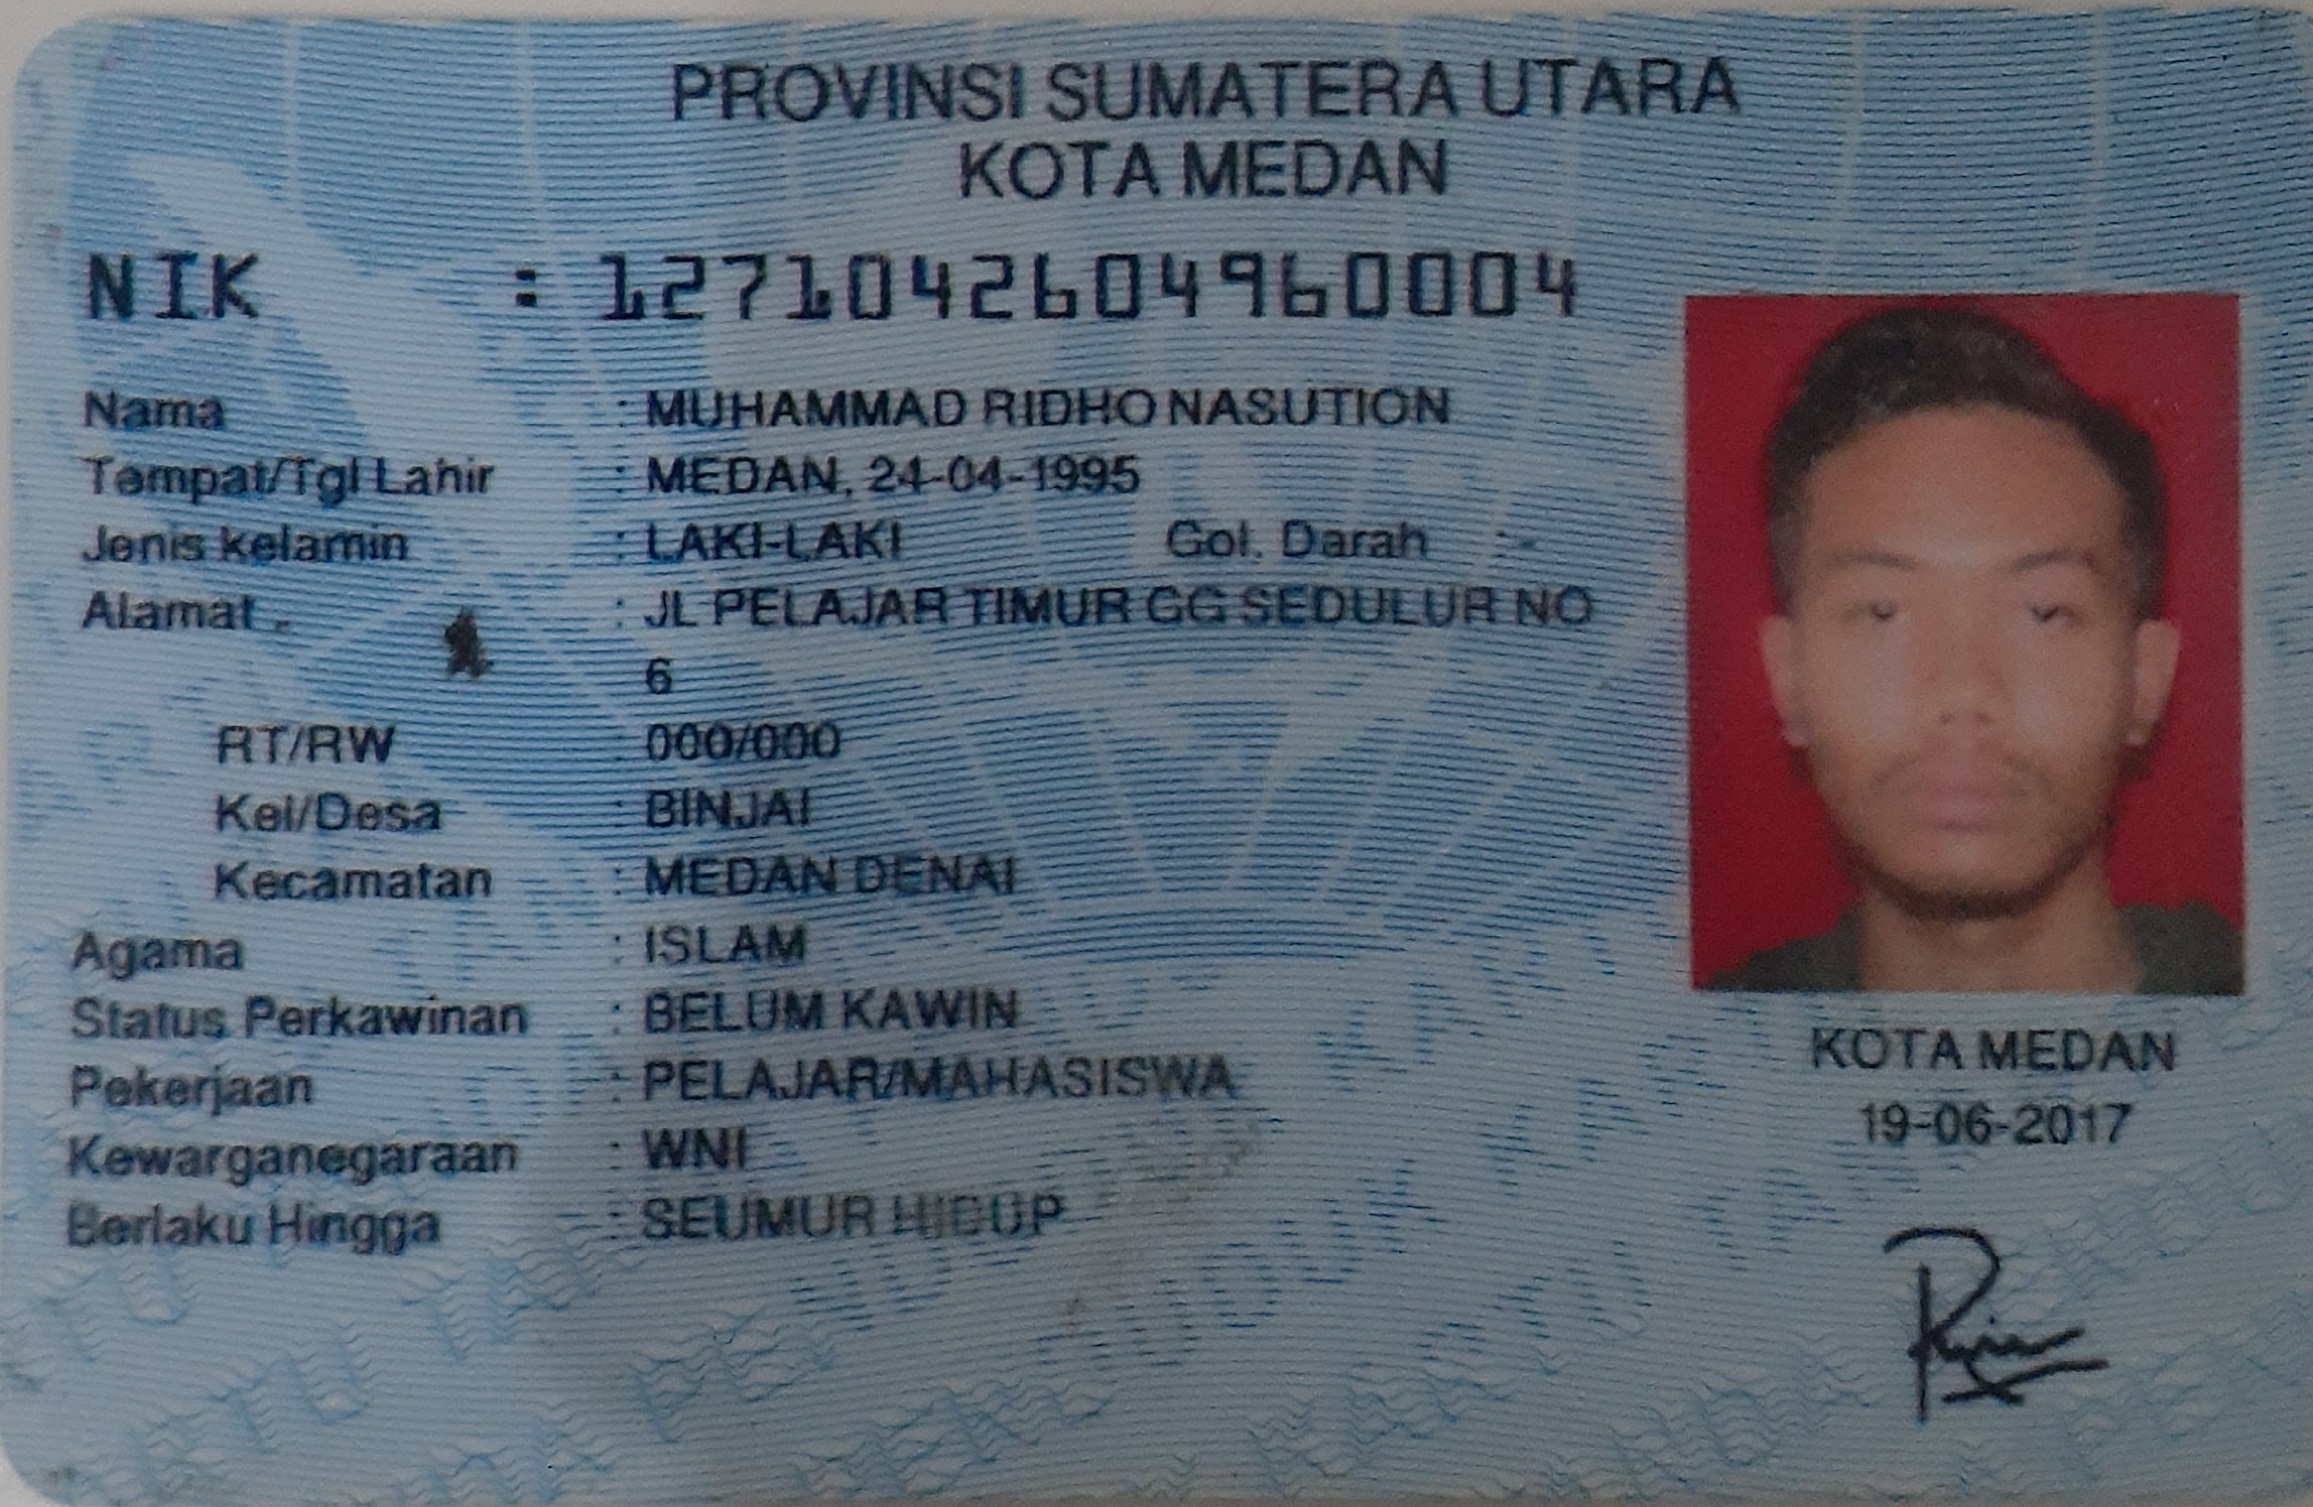 PROVINSI SUMATERA UTARA
KOTA MEDAN
NIK : 1271042604960004
Nama : MUHAMMAD RIDHO NASUTION
Tempat/Tgl Lahir : MEDAN, 24-04-1995
Jenis kelamin : LAKI-LAKI Gol. Darah : -
Alamat : JL PELAJAR TIMUR GG SEDULUR NO
6
RT/RW : 000/000
Kel/Desa : BINJAI
Kecamatan : MEDAN DENAI
Agama : ISLAM
Status Perkawinan : BELUM KAWIN
Pekerjaan : PELAJAR/MAHASISWA
Kewarganegaraan : WNI
Berlaku Hingga : SEUMUR HIDUP
KOTA MEDAN
19-06-2017